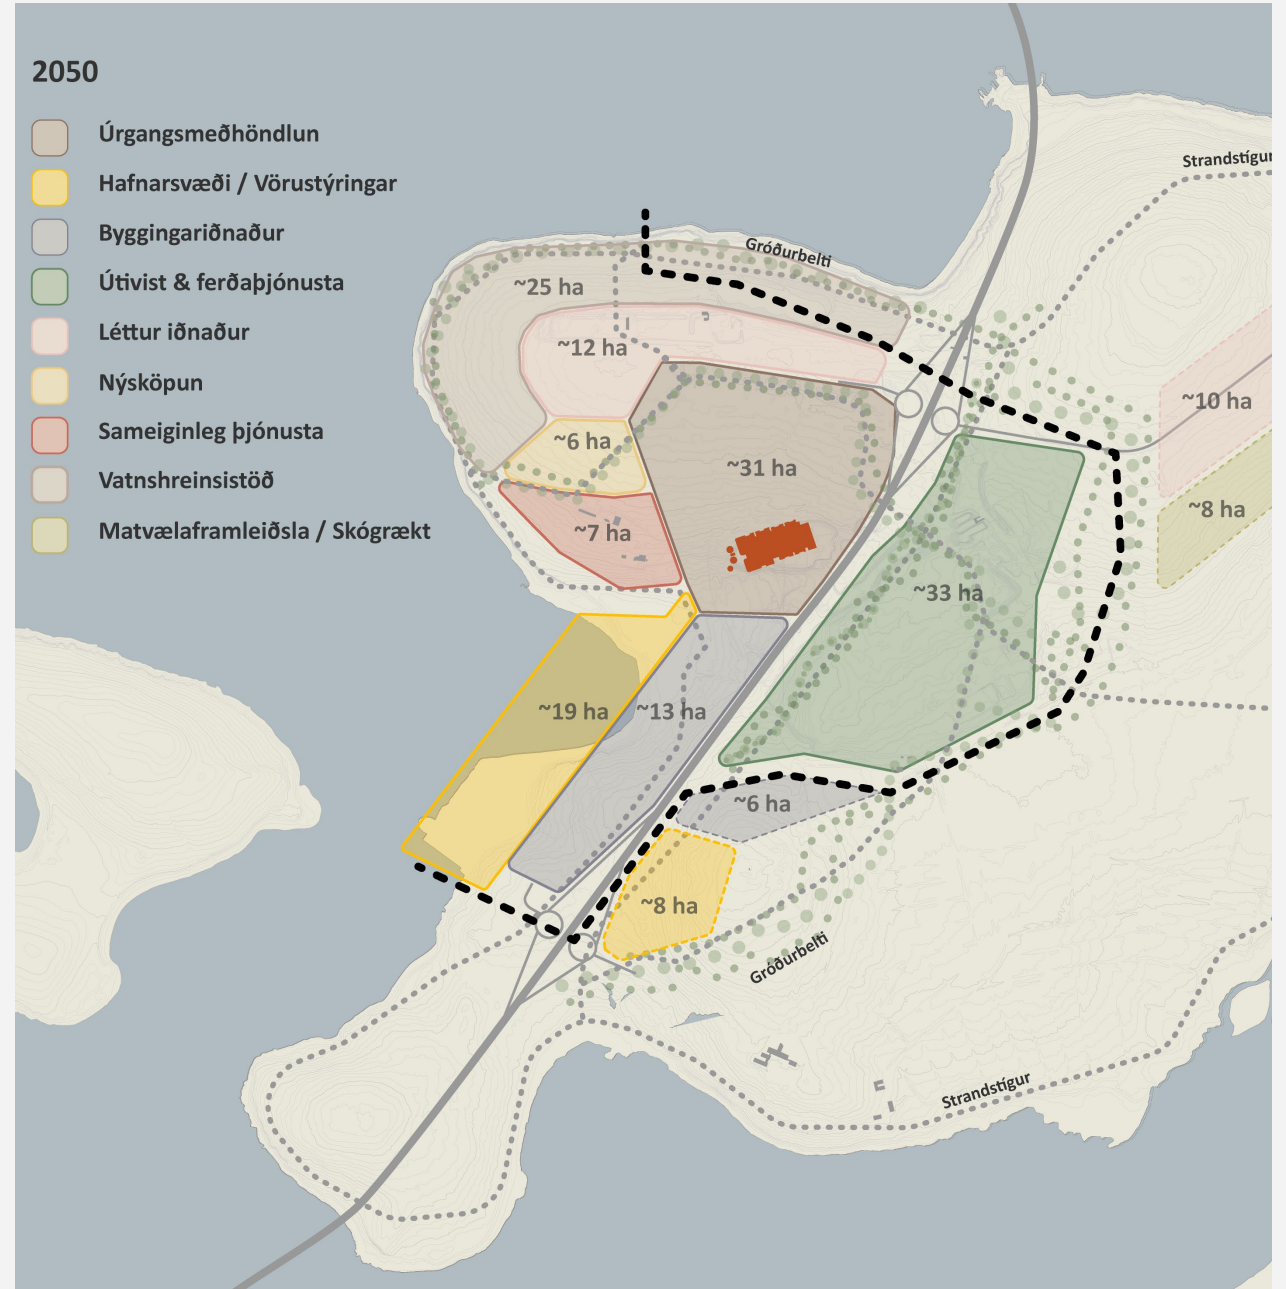 2050
Úrgangsmeðhöndlun
Hafnarsvæði / Vörustýringar
Byggingariðnaður
Útivist & ferðaþjónusta
Léttur iðnaður
Nýsköpun
Sameiginleg þjónusta
Vatnshreinsistöð
Matvælaframleiðsla / Skógrækt
Strandstígur
Gróðurbelti
~25 ha
~12 ha
~10 ha
~6 ha
~31 ha
~8 ha
~7 ha
~33 ha
~19 ha
~13 ha
~6 ha
~8 ha
Gróðurbelti
Strandstígur